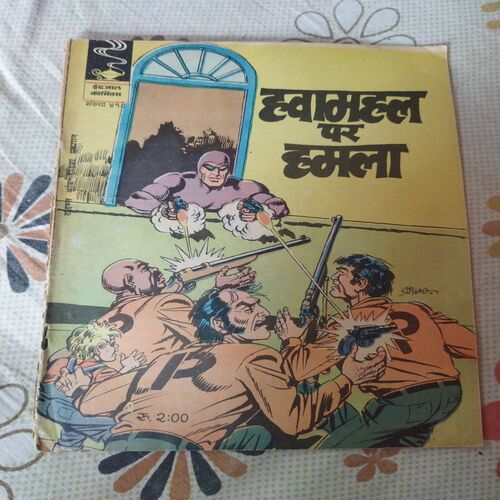 इंद्रजाल
कॉमिक्स
हवामहल
पर
हमला
P
R
रु. 2:00